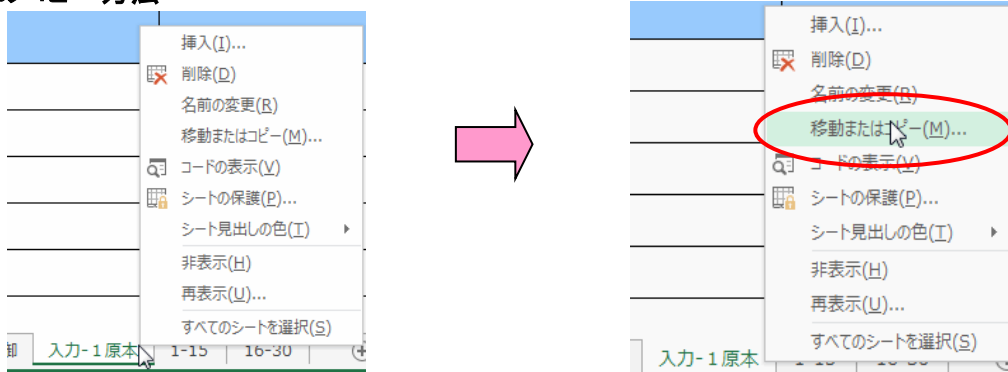 挿入(I)...
削除(D)
名前の変更(R)
移動またはコピー(M)...
コードの表示(V)
シートの保護(P)...
シート見出しの色(T)
非表示(H)
再表示(U)...
すべてのシートを選択(S)
入力-１原本 1-15 16-30
挿入(I)...
削除(D)
名前の変更(R)
移動またはコピー(M)...
コードの表示(V)
シートの保護(P)...
シート見出しの色(T)
非表示(H)
再表示(U)...
すべてのシートを選択(S)
入力-１原本